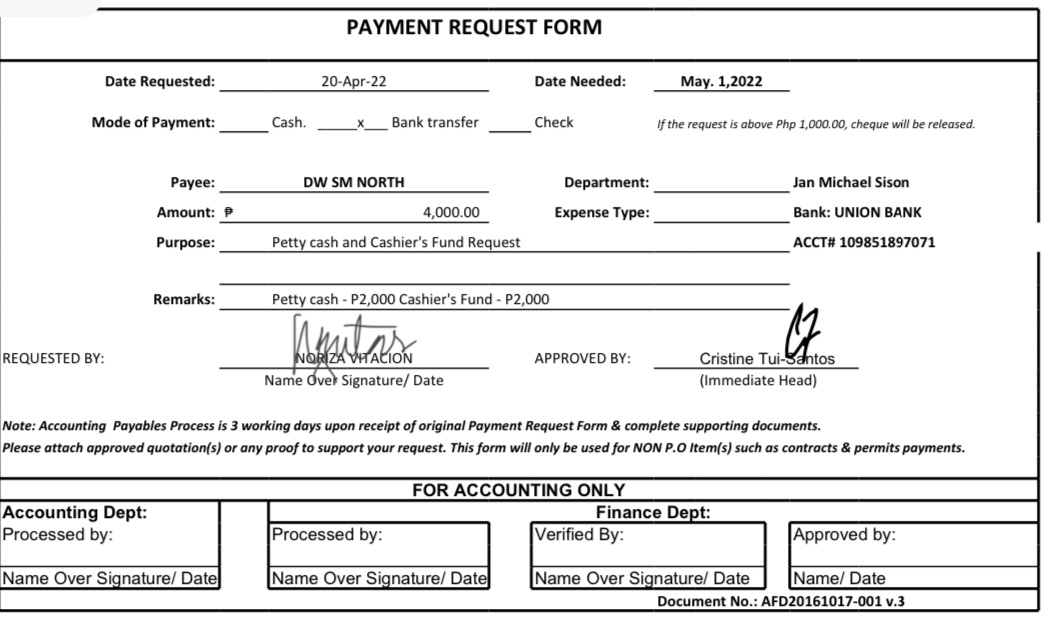 PAYMENT REQUEST FORM
Date Requested: 20-Apr-22 Date Needed: May. 1,2022
Mode of Payment: _____ Cash. _____x___ Bank transfer _____ Check If the request is above Php 1,000.00, cheque will be released.
Payee: DW SM NORTH Department: Jan Michael Sison
Amount: ₱ 4,000.00 Expense Type: Bank: UNION BANK
Purpose: Petty cash and Cashier's Fund Request ACCT# 109851897071
Remarks: Petty cash - P2,000 Cashier's Fund - P2,000
REQUESTED BY: NORIZA VITACION APPROVED BY: Cristine Tui-Santos
Name Over Signature/ Date (Immediate Head)
Note: Accounting Payables Process is 3 working days upon receipt of original Payment Request Form & complete supporting documents.
Please attach approved quotation(s) or any proof to support your request. This form will only be used for NON P.O Item(s) such as contracts & permits payments.
FOR ACCOUNTING ONLY
Accounting Dept: Finance Dept:
Processed by: Processed by: Verified By: Approved by:
Name Over Signature/ Date Name Over Signature/ Date Name Over Signature/ Date Name/ Date
Document No.: AFD20161017-001 v.3